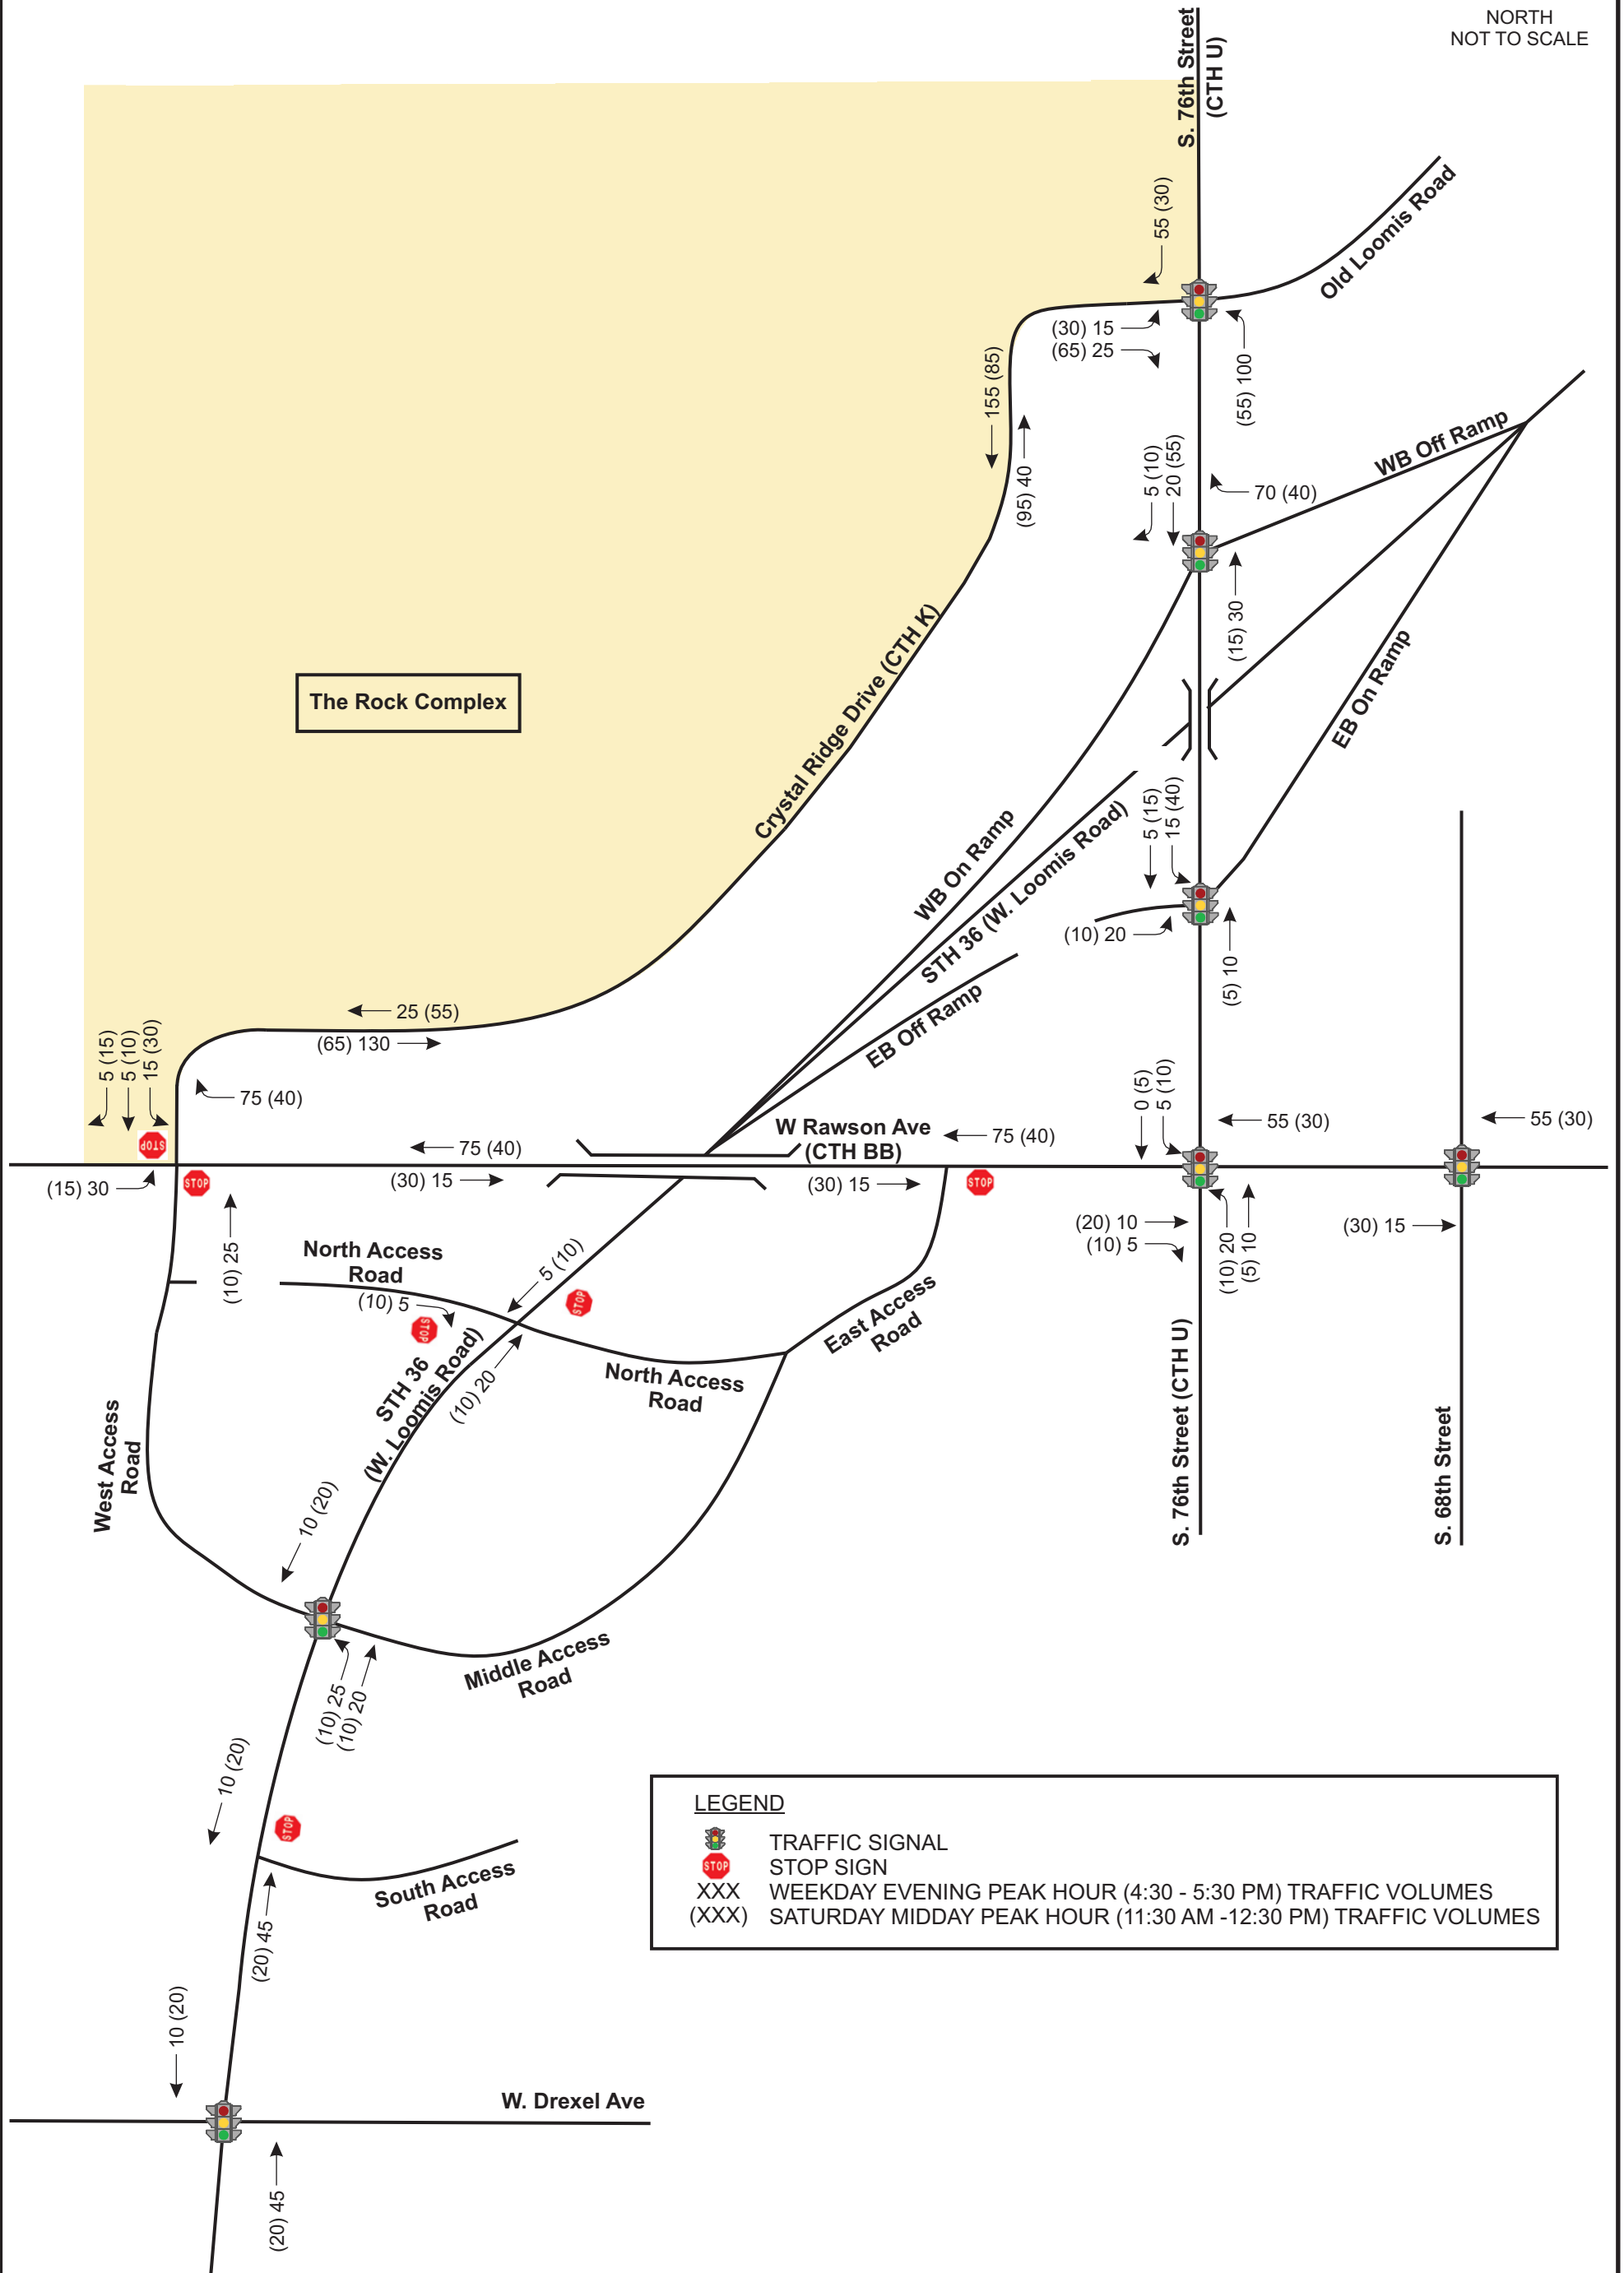 NORTH
NOT TO SCALE
S. 76th Street
(CTH U)
Old Loomis Road
55 (30)
(30) 15
(65) 25
(55) 100
155 (85)
(95) 40
5 (10)
20 (55)
70 (40)
WB Off Ramp
(15) 30
The Rock Complex
Crystal Ridge Drive (CTH K)
EB On Ramp
WB On Ramp
STH 36 (W. Loomis Road)
EB Off Ramp
5 (15)
15 (40)
(10) 20
(5) 10
25 (55)
(65) 130
5 (15)
5 (10)
15 (30)
75 (40)
STOP
STOP
(15) 30
(10) 25
75 (40)
(30) 15
W Rawson Ave
(CTH BB)
75 (40)
(30) 15
STOP
0 (5)
5 (10)
55 (30)
55 (30)
(20) 10
(10) 5
(10) 20
(5) 10
(30) 15
North Access
Road
(10) 5
STOP
5 (10)
STOP
(10) 20
STH 36
(W. Loomis Road)
North Access
Road
East Access
Road
West Access
Road
S. 76th Street (CTH U)
S. 68th Street
10 (20)
(10) 25
(10) 20
Middle Access
Road
10 (20)
STOP
South Access
Road
(20) 45
10 (20)
W. Drexel Ave
(20) 45
LEGEND
TRAFFIC SIGNAL
STOP STOP SIGN
XXX WEEKDAY EVENING PEAK HOUR (4:30 - 5:30 PM) TRAFFIC VOLUMES
(XXX) SATURDAY MIDDAY PEAK HOUR (11:30 AM -12:30 PM) TRAFFIC VOLUMES